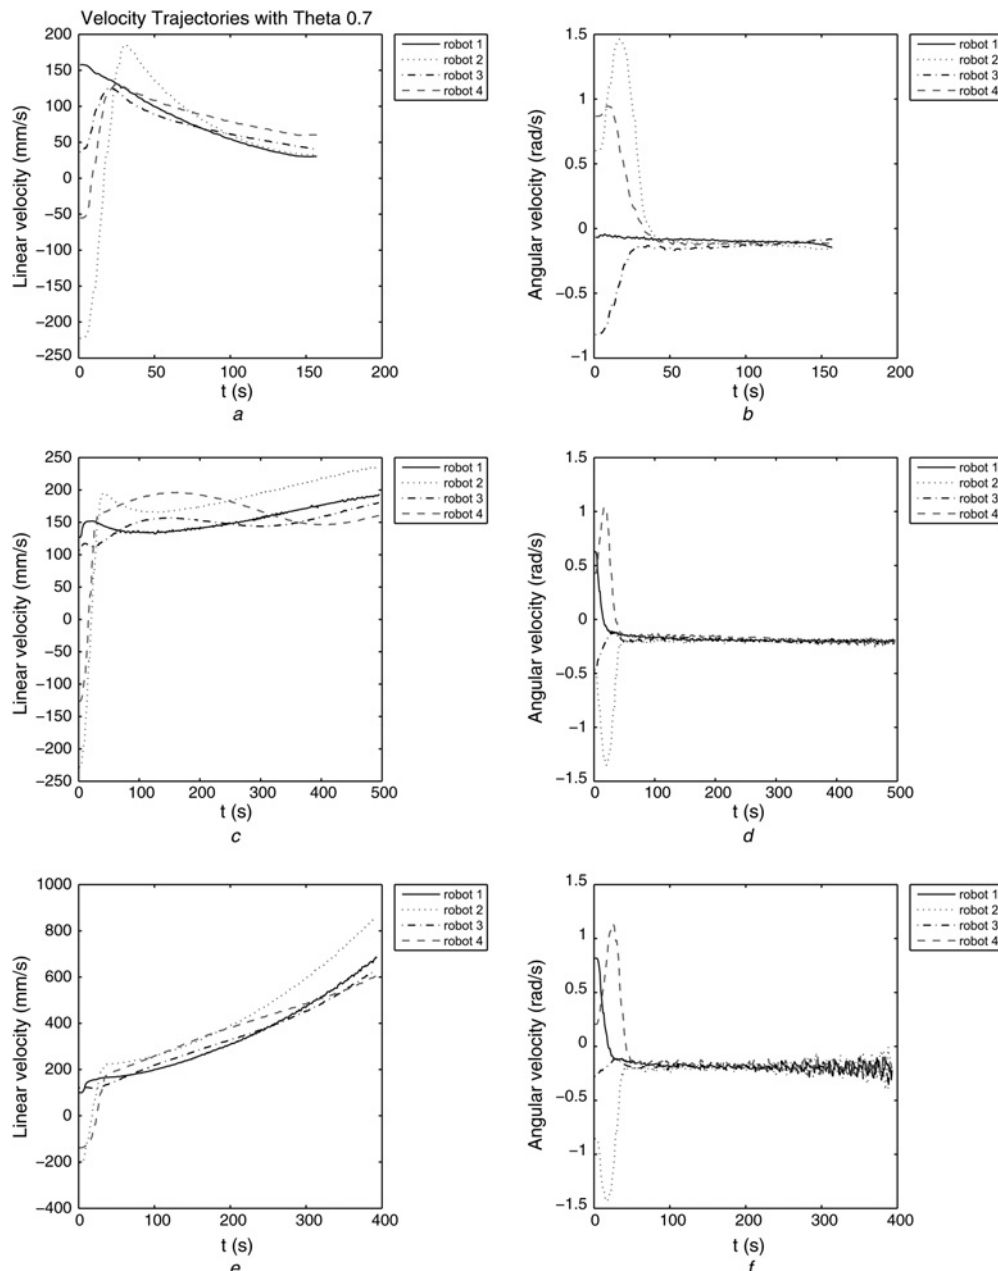 Velocity Trajectories with Theta 0.7
200
150
100
50
0
−50
−100
−150
−200
−250
0
50
100
150
200
Linear velocity (mm/s)
t (s)
a
robot 1
robot 2
robot 3
robot 4
1.5
1
0.5
0
−0.5
−1
0
50
100
150
200
Angular velocity (rad/s)
t (s)
b
robot 1
robot 2
robot 3
robot 4
250
200
150
100
50
0
−50
−100
−150
−200
−250
0
100
200
300
400
500
Linear velocity (mm/s)
t (s)
c
robot 1
robot 2
robot 3
robot 4
1.5
1
0.5
0
−0.5
−1
−1.5
0
100
200
300
400
500
Angular velocity (rad/s)
t (s)
d
robot 1
robot 2
robot 3
robot 4
1000
800
600
400
200
0
−200
−400
0
100
200
300
400
Linear velocity (mm/s)
t (s)
e
robot 1
robot 2
robot 3
robot 4
1.5
1
0.5
0
−0.5
−1
−1.5
0
100
200
300
400
Angular velocity (rad/s)
t (s)
f
robot 1
robot 2
robot 3
robot 4